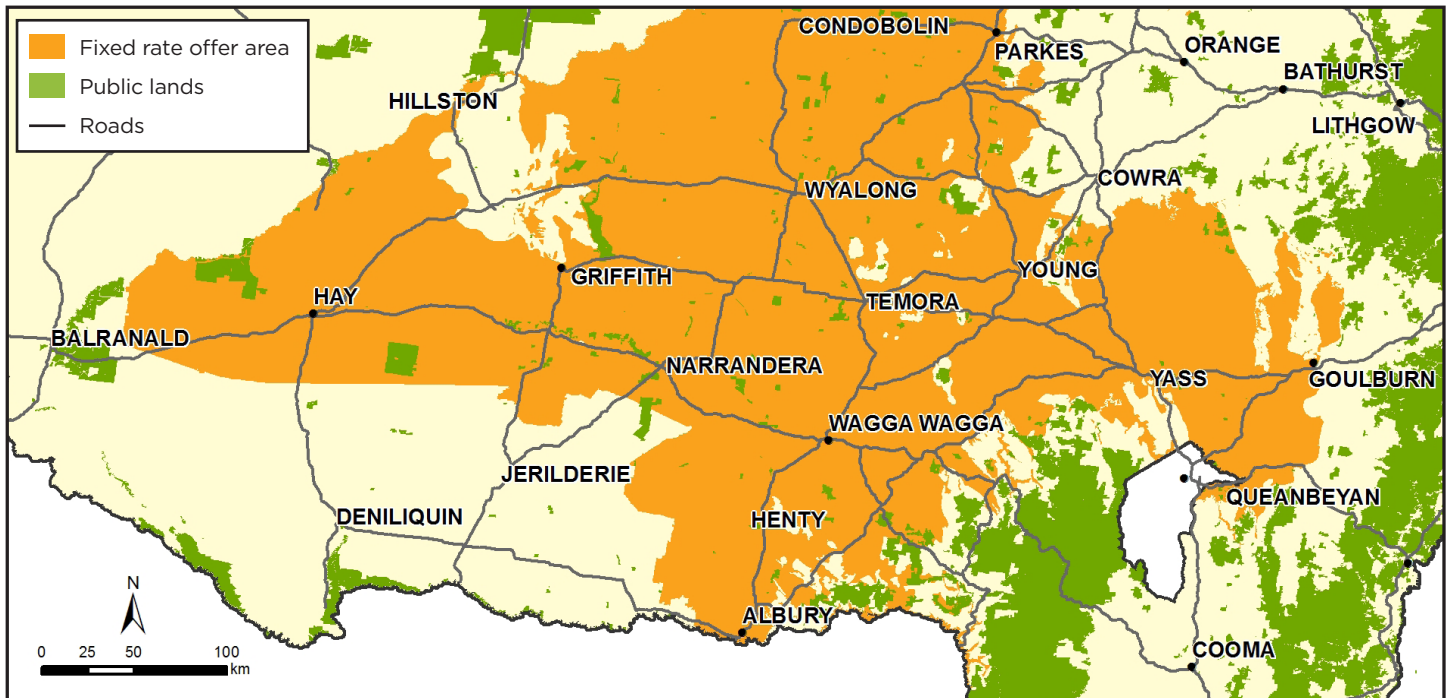 Fixed rate offer area
Public lands
Roads
CONDOBOLIN
PARKES
ORANGE
BATHURST
HILLSTON
LITHGOW
COWRA
WYALONG
YOUNG
GRIFFITH
HAY
TEMORA
BALRANALD
NARRANDERA
YASS
GOULBURN
WAGGA WAGGA
JERILDERIE
QUEANBEYAN
DENILIQUIN
HENTY
ALBURY
COOMA
N
0 25 50 100
km